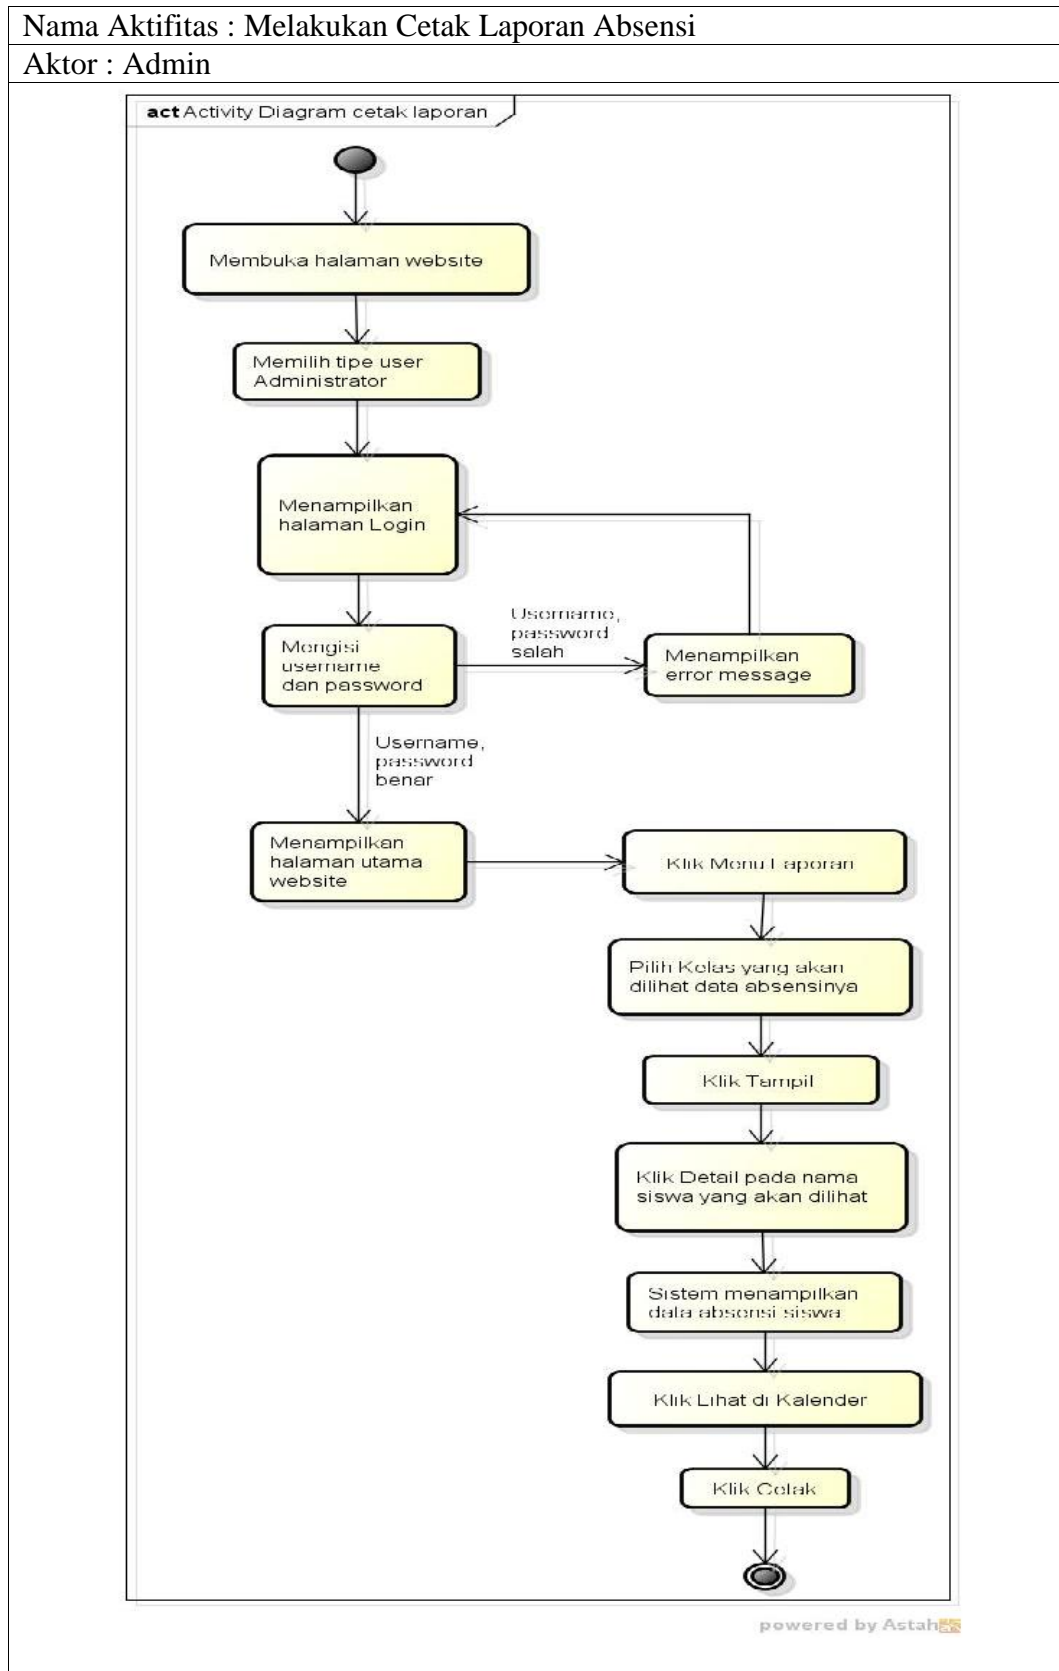 Nama Aktifitas : Melakukan Cetak Laporan Absensi
Aktor : Admin
act Activity Diagram cetak laporan
Membuka halaman website
Memilih tipe user
Administrator
Menampilkan
halaman Login
Username,
password
salah
Mengisi
username
dan password
Menampilkan
error message
Username,
password
benar
Menampilkan
halaman utama
website
Klik Menu Laporan
Pilih Kelas yang akan
dilihat data absensinya
Klik Tampil
Klik Detail pada nama
siswa yang akan dilihat
Sistem menampilkan
data absensi siswa
Klik Lihat di Kalender
Klik Cetak
powered by Astah